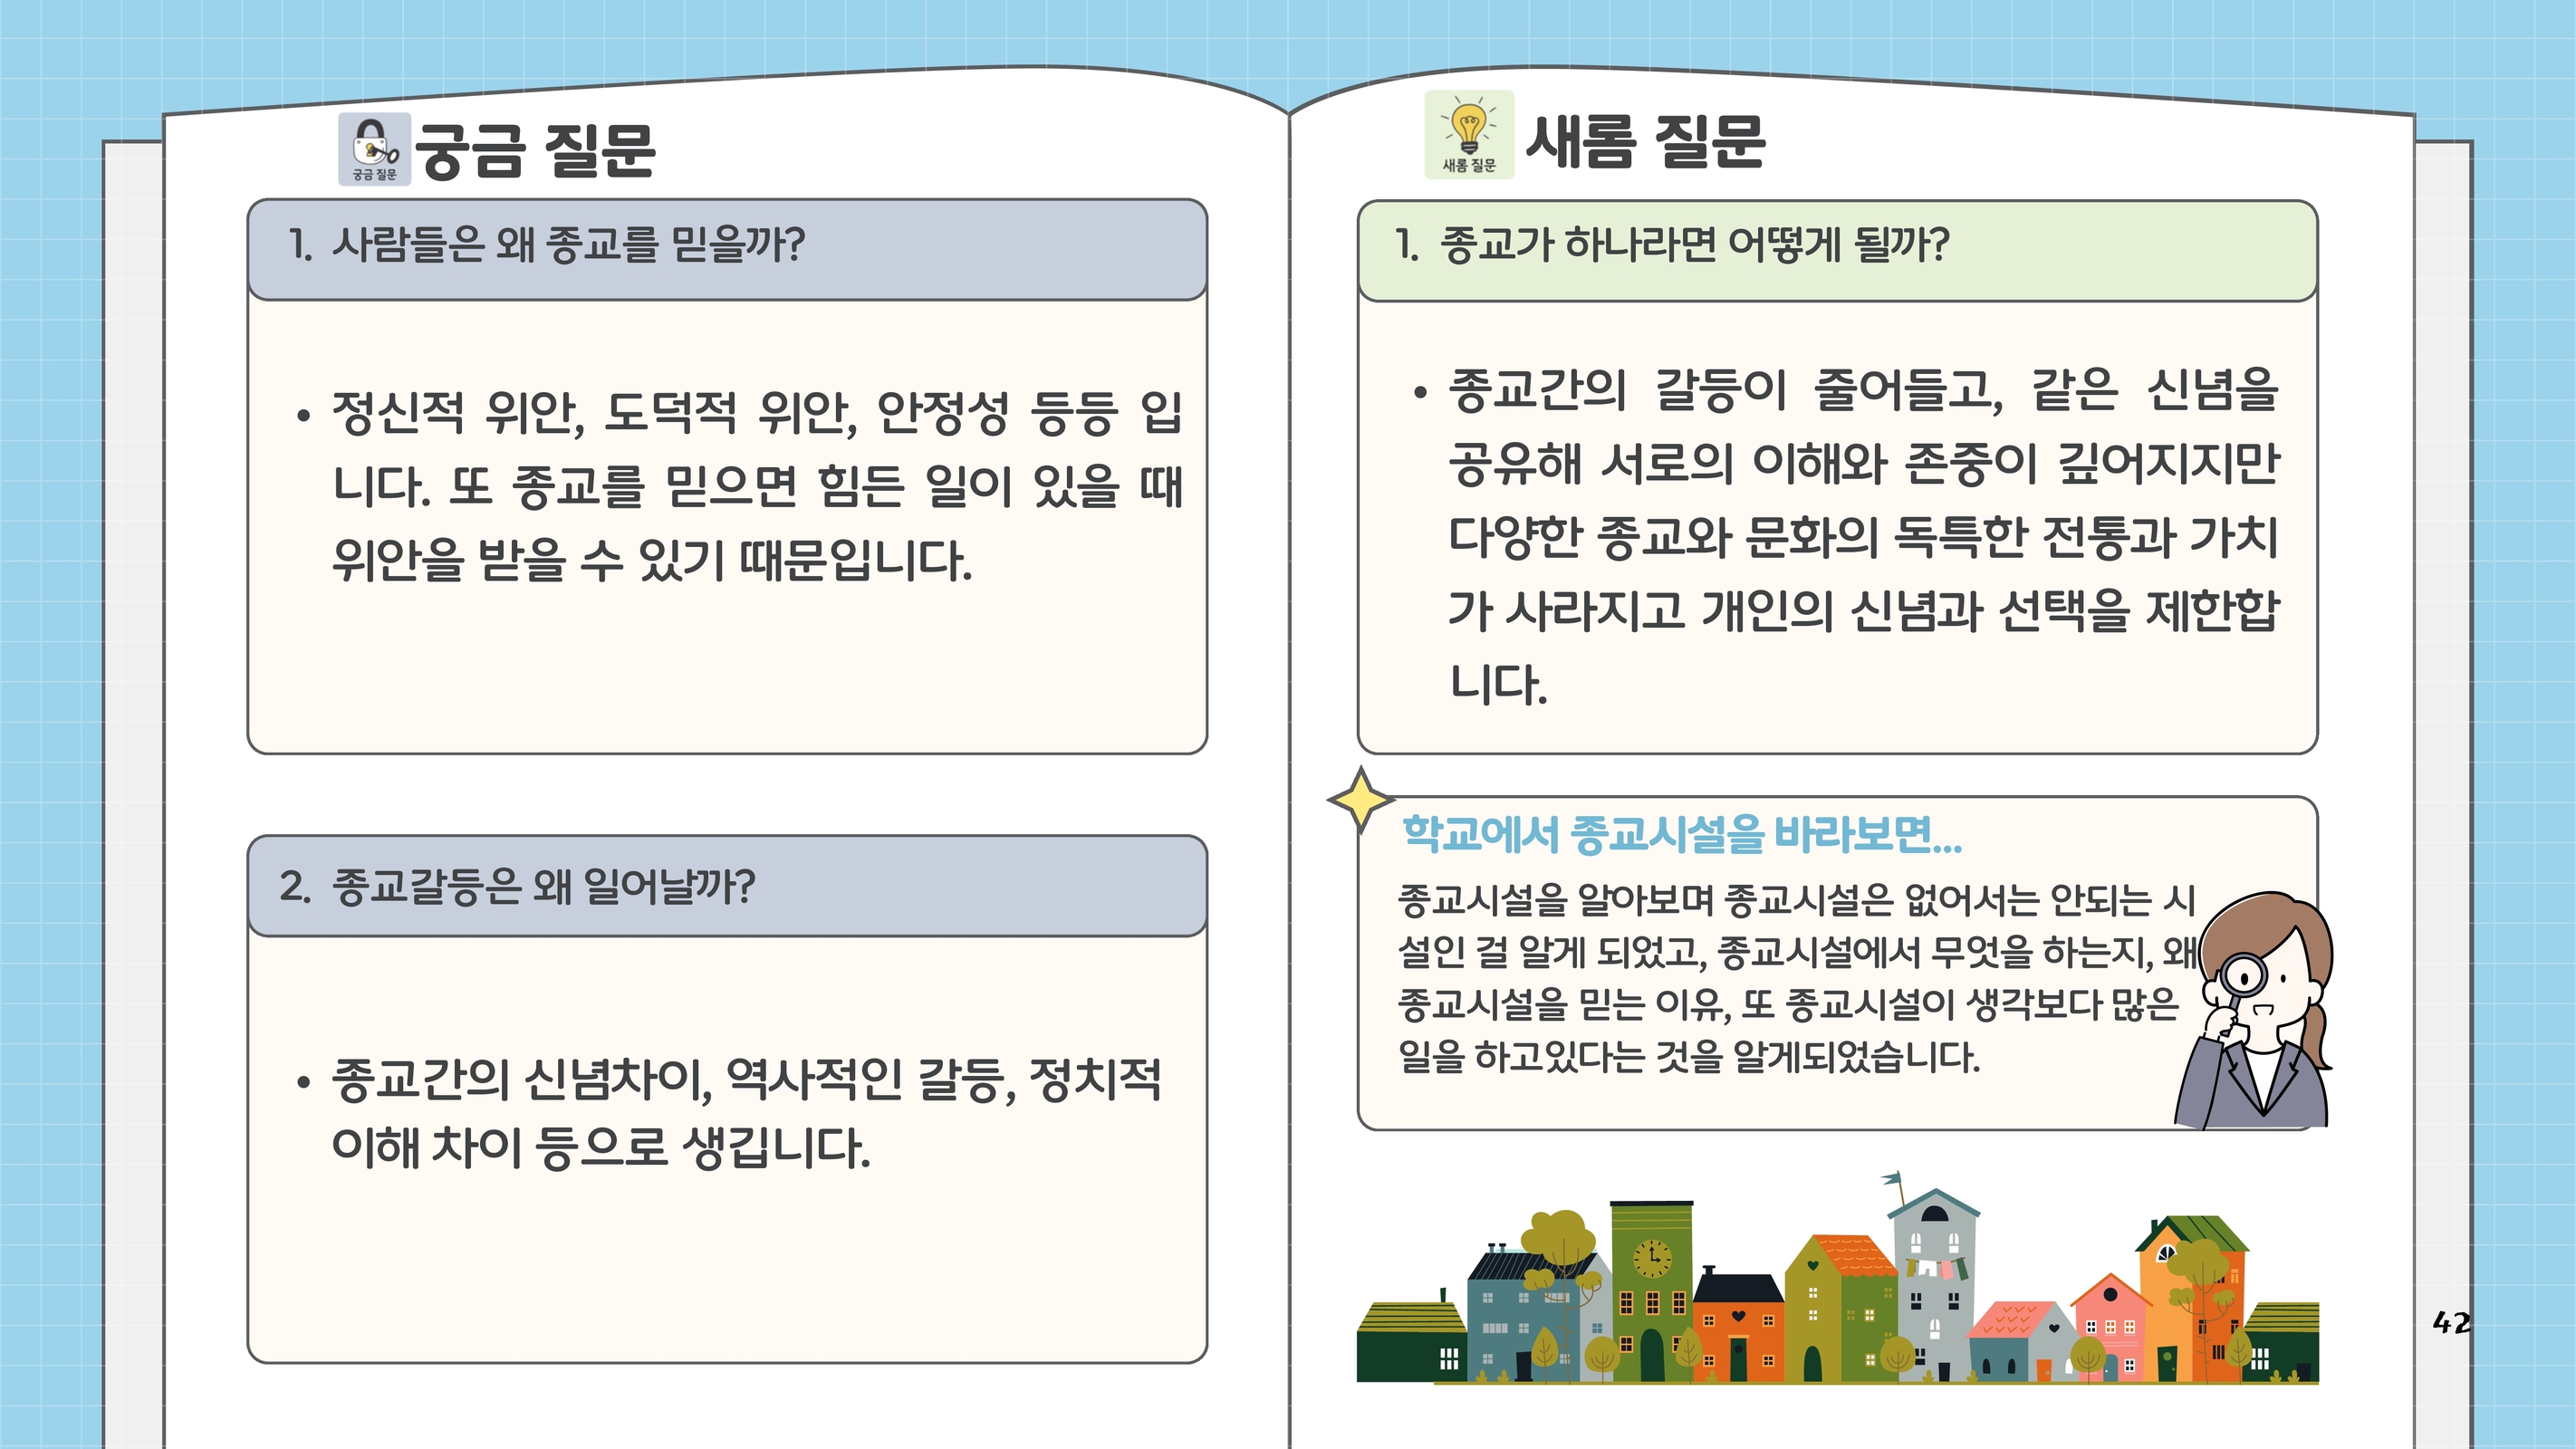 궁금 질문
궁금 질문
1. 사람들은 왜 종교를 믿을까?
• 정신적 위안, 도덕적 위안, 안정성 등등 입
니다. 또 종교를 믿으면 힘든 일이 있을 때
위안을 받을 수 있기 때문입니다.
2. 종교갈등은 왜 일어날까?
• 종교간의 신념차이, 역사적인 갈등, 정치적
이해 차이 등으로 생깁니다.
새롬 질문
새롬 질문
1. 종교가 하나라면 어떻게 될까?
• 종교간의 갈등이 줄어들고, 같은 신념을
공유해 서로의 이해와 존중이 깊어지지만
다양한 종교와 문화의 독특한 전통과 가치
가 사라지고 개인의 신념과 선택을 제한합
니다.
학교에서 종교시설을 바라보면...
종교시설을 알아보며 종교시설은 없어서는 안되는 시
설인 걸 알게 되었고, 종교시설에서 무엇을 하는지, 왜
종교시설을 믿는 이유, 또 종교시설이 생각보다 많은
일을 하고있다는 것을 알게되었습니다.
42